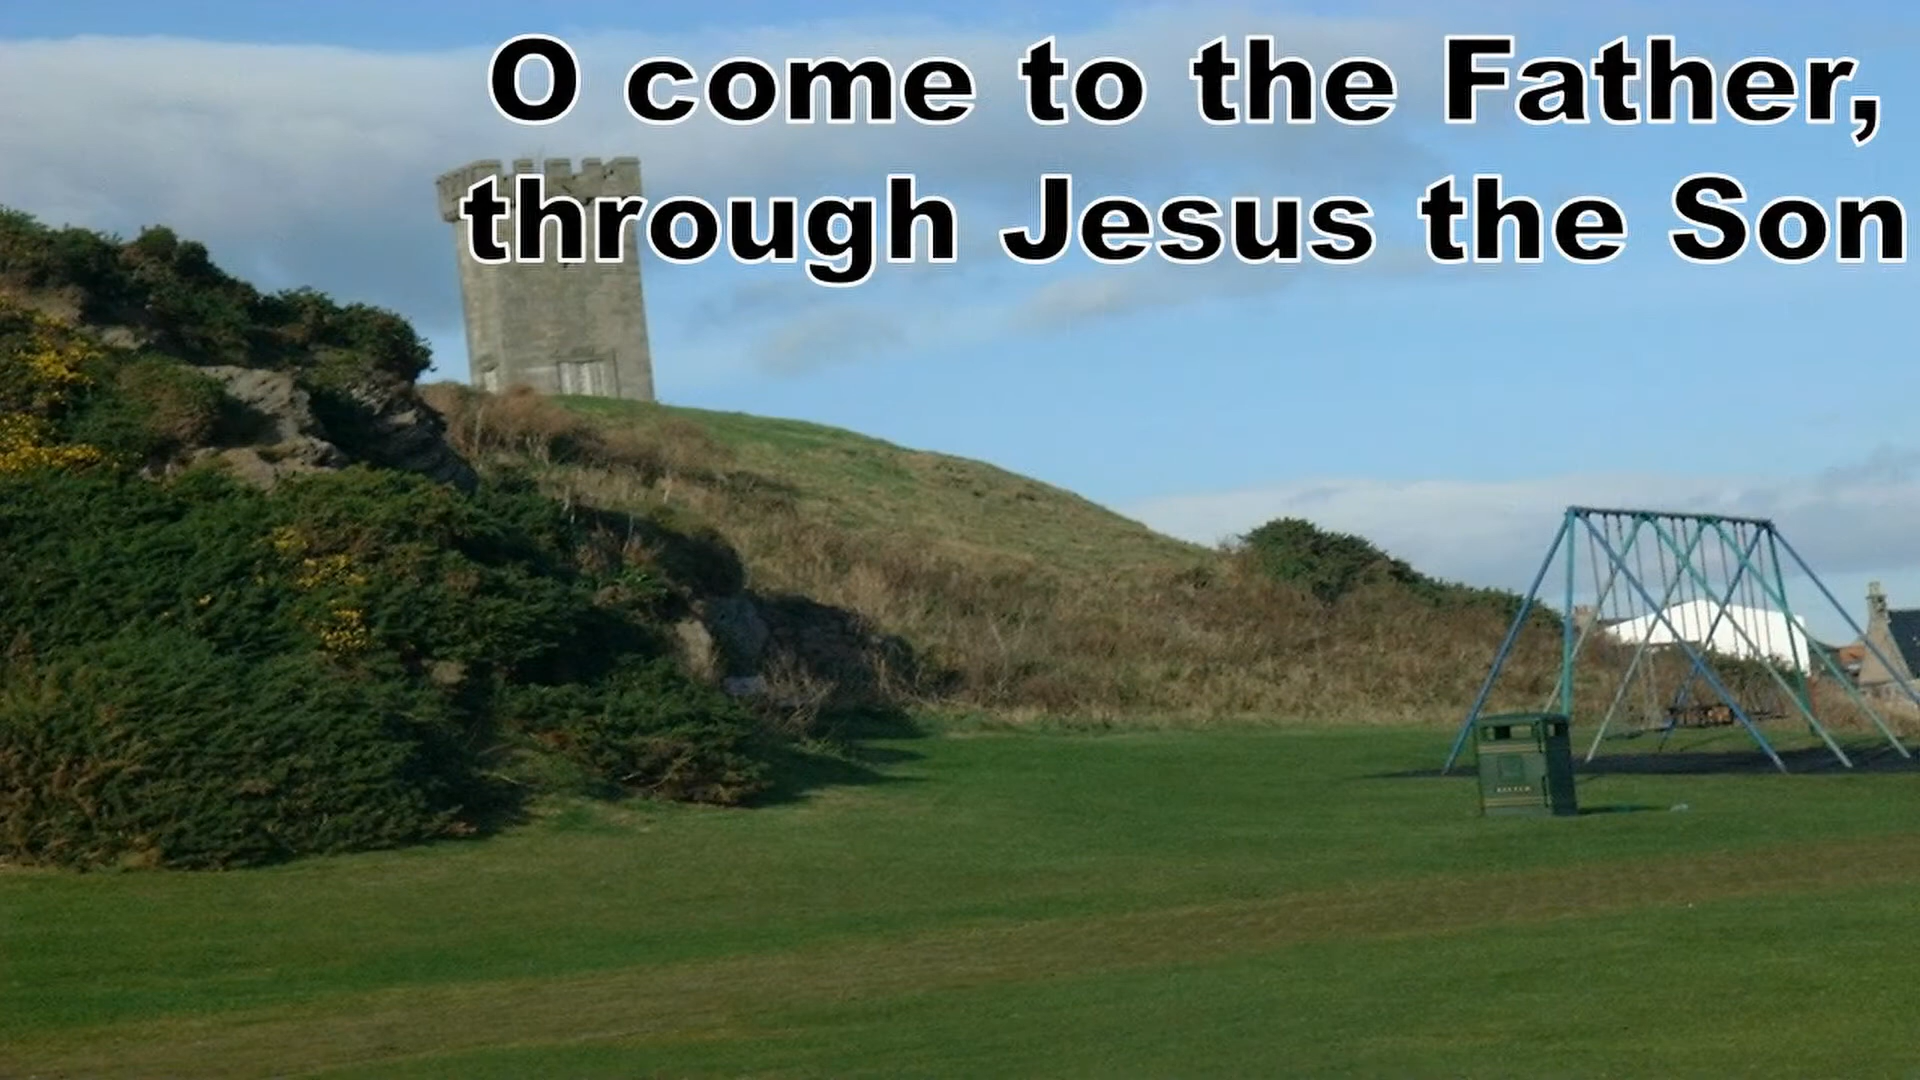 O come to the Father,
through Jesus the Son